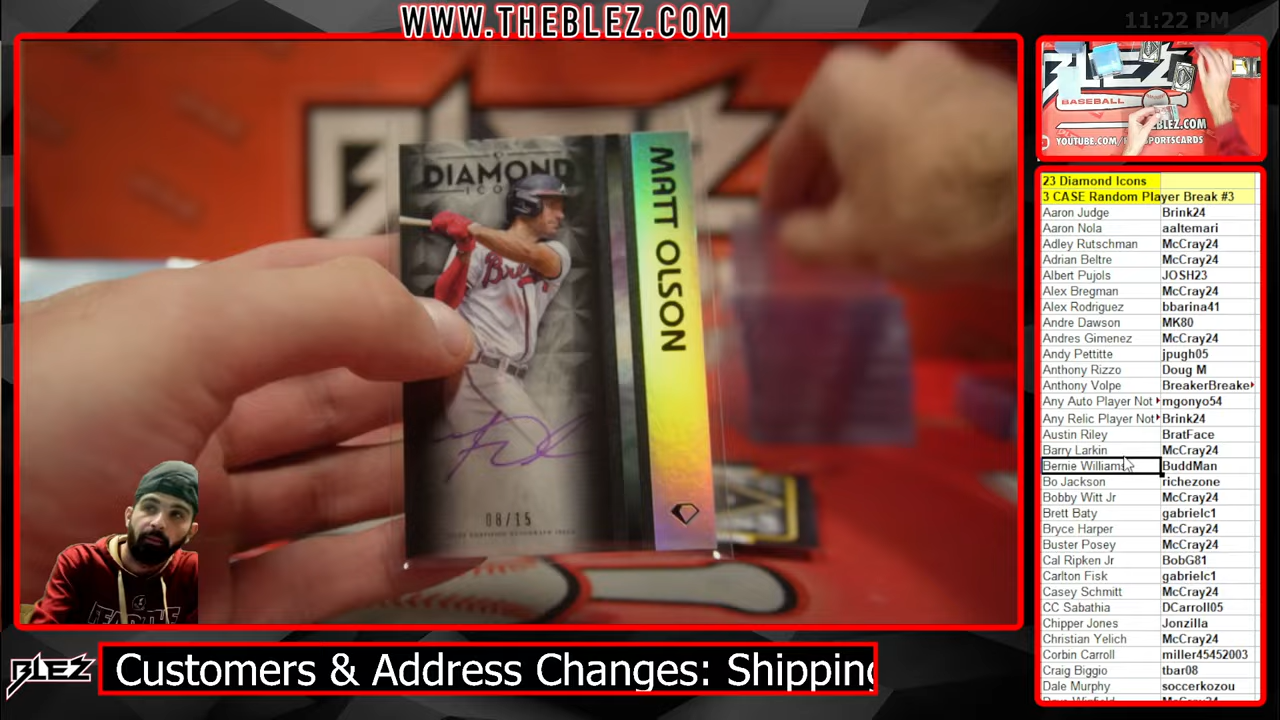 WWW.THEBLEZ.COM
11:22 PM
DIAMOND
MATT OLSON
08/15
BASEBALL
BLEZ.COM
23 Diamond Icons
3 CASE Random Player Break #3
Aaron Judge Brink24
Aaron Nola aaltemari
Adley Rutschman McCray24
Adrian Beltre McCray24
Albert Pujols JOSH23
Alex Bregman McCray24
Alex Rodriguez bbarina41
Andre Dawson MK80
Andres Gimenez McCray24
Andy Pettitte jpugh05
Anthony Rizzo Doug M
Anthony Volpe BreakerBreake
Any Auto Player Not mgonyo54
Any Relic Player Not Brink24
Austin Riley BratFace
Barry Larkin McCray24
Bernie Williams BuddMan
Bo Jackson richezone
Bobby Witt Jr McCray24
Brett Baty gabrielc1
Bryce Harper McCray24
Buster Posey McCray24
Cal Ripken Jr BobG81
Carlton Fisk gabrielc1
Casey Schmitt McCray24
CC Sabathia DCarroll05
Chipper Jones Jonzilla
Christian Yelich McCray24
Corbin Carroll miller45452003
Craig Biggio tbar08
Dale Murphy soccerkozou
Dave Winfield McCray24
BLEZ
Customers & Address Changes: Shipping